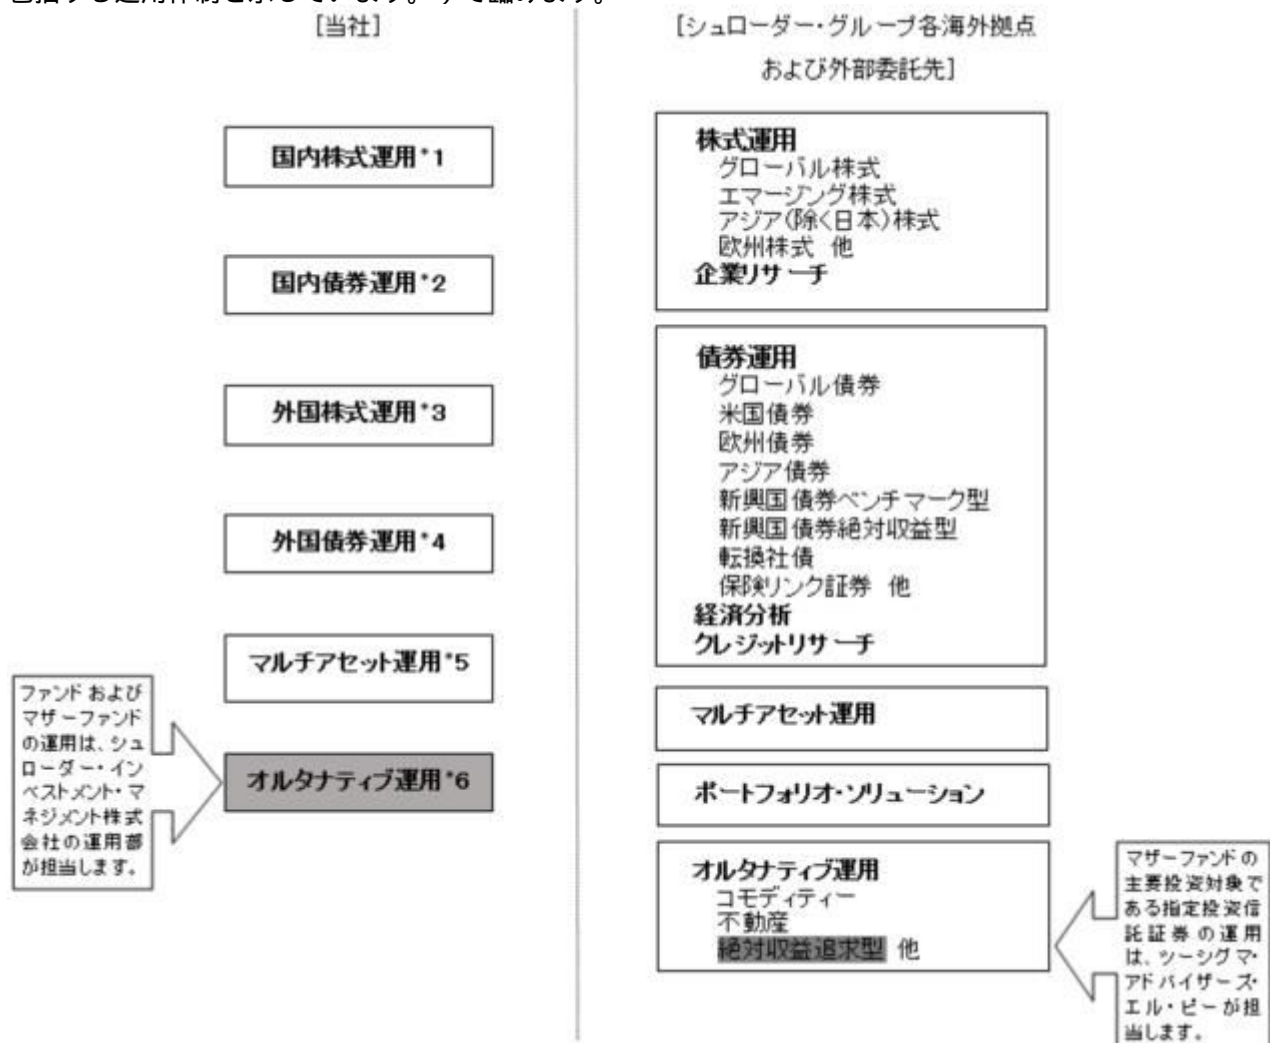 [当社]
国内株式運用*1
国内債券運用*2
外国株式運用*3
外国債券運用*4
マルチアセット運用*5
オルタナティブ運用*6
ファンド および
マザーファンド
の運用は、シュ
ローダー・イン
ベストメント・マ
ネジメント株式
会社の運用部
が担当します。
[シュローダー・グループ各海外拠点
および外部委託先]
株式運用
グローバル株式
エマージング株式
アジア(除く日本)株式
欧州株式 他
企業リサーチ
債券運用
グローバル債券
米国債券
欧州債券
アジア債券
新興国債券ベンチマーク型
新興国債券絶対収益型
転換社債
保険リンク証券 他
経済分析
クレジットリサーチ
マルチアセット運用
ポートフォリオ・ソリューション
オルタナティブ運用
コモディティー
不動産
絶対収益追求型 他
マザーファンドの
主要投資対象で
ある指定投資信
託証券の運用
は、ツーシグマ・
アドバイザーズ・
エル・ピーが担
当します。